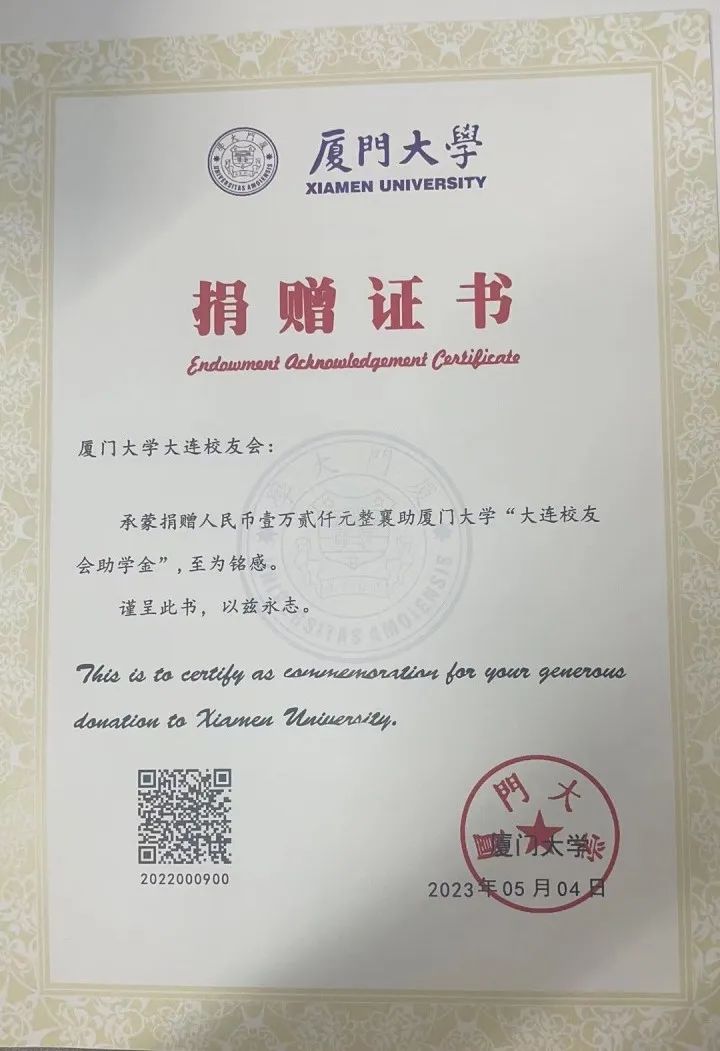 厦門大學
XIAMEN UNIVERSITY
UNIVERSITAS AMOIENSIS
捐赠证书
Endowment Acknowledgement Certificate
厦门大学大连校友会：
承蒙捐赠人民币壹万贰仟元整襄助厦门大学“大连校友
会助学金”，至为铭感。
谨呈此书，以兹永志。
This is to certify as commemoration for your generous
donation to Xiamen University.
2022000900
厦门大学
2023年05月04日